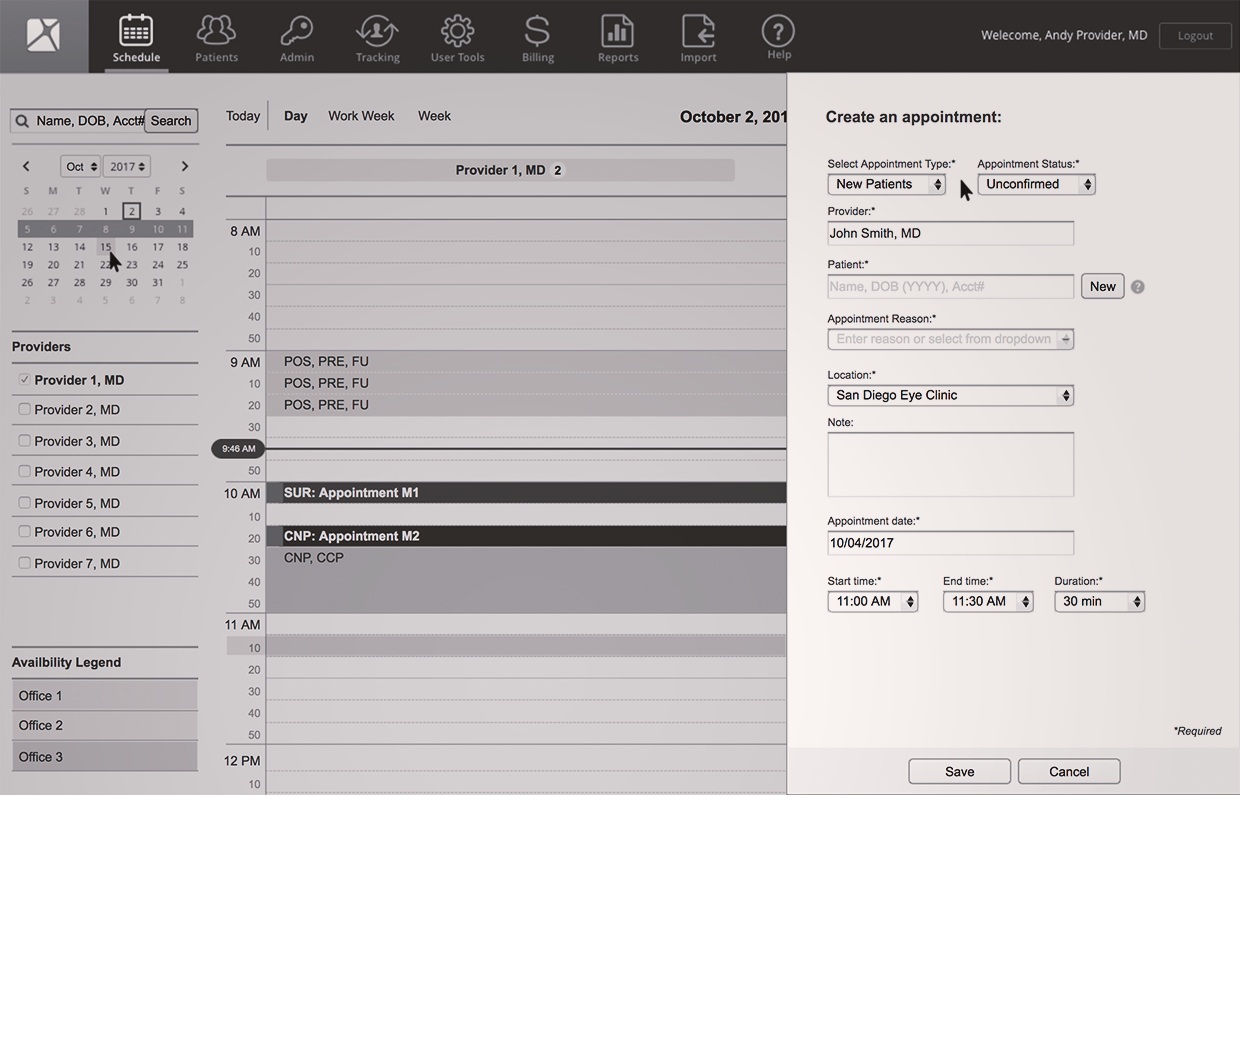 Schedule
Patients
Admin
Tracking
User Tools
Billing
Reports
Import
Help
Welecome, Andy Provider, MD
Logout
Name, DOB, Acct#
Search
Oct
2017
S M T W T F S
26 27 28 1 2 3 4
5 6 7 8 9 10 11
12 13 14 15 16 17 18
19 20 21 22 23 24 25
26 27 28 29 30 31 1
2 3 4 5 6 7 8
Providers
Provider 1, MD
Provider 2, MD
Provider 3, MD
Provider 4, MD
Provider 5, MD
Provider 6, MD
Provider 7, MD
Availbility Legend
Office 1
Office 2
Office 3
Today
Day
Work Week
Week
October 2, 201
Provider 1, MD 2
8 AM
10
20
30
40
50
9 AM POS, PRE, FU
10 POS, PRE, FU
20 POS, PRE, FU
30
9:46 AM
50
10 AM SUR: Appointment M1
10
20 CNP: Appointment M2
30 CNP, CCP
40
50
11 AM
10
20
30
40
50
12 PM
10
Create an appointment:
Select Appointment Type:* Appointment Status:*
New Patients Unconfirmed
Provider:*
John Smith, MD
Patient:*
Name, DOB (YYYY), Acct# New ?
Appointment Reason:*
Enter reason or select from dropdown
Location:*
San Diego Eye Clinic
Note:
Appointment date:*
10/04/2017
Start time:* End time:* Duration:*
11:00 AM 11:30 AM 30 min
*Required
Save Cancel